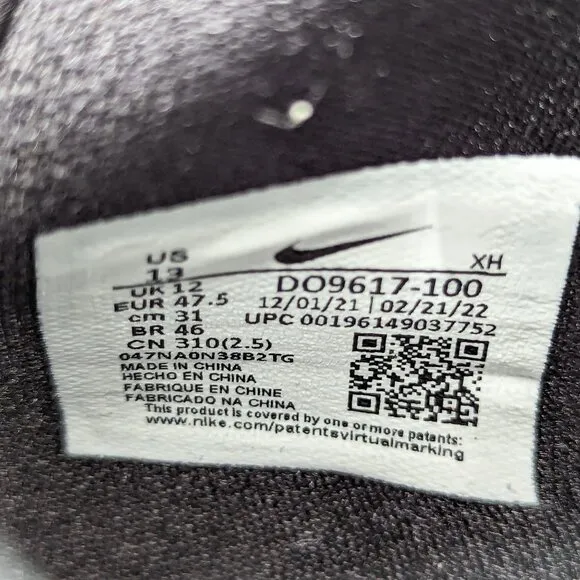 US
13
XH
UK 12
DO9617-100
EUR 47.5
12/01/21 | 02/21/22
cm 31
UPC 00196149037752
BR 46
CN 310(2.5)
047NA0N38B2TG
MADE IN CHINA
HECHO EN CHINA
FABRIQUE EN CHINE
FABRICADO NA CHINA
This product is covered by one or more patents:
www.nike.com/patentsvirtualmarking